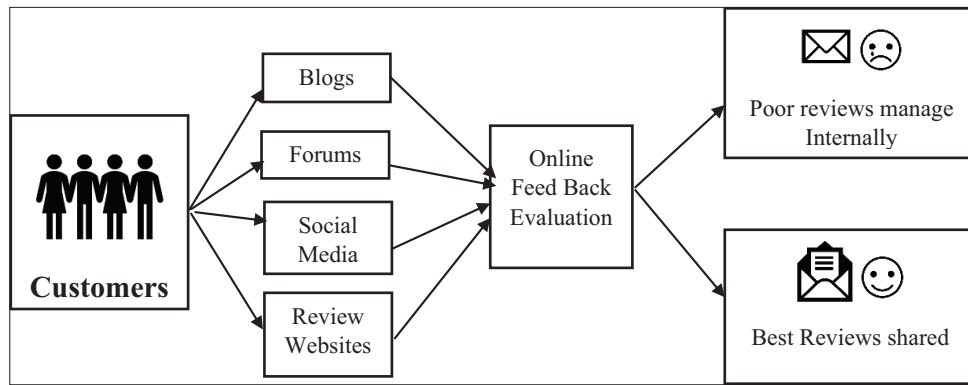 Customers
Blogs
Forums
Social
Media
Review
Websites
Online
Feed Back
Evaluation
Poor reviews manage
Internally
Best Reviews shared